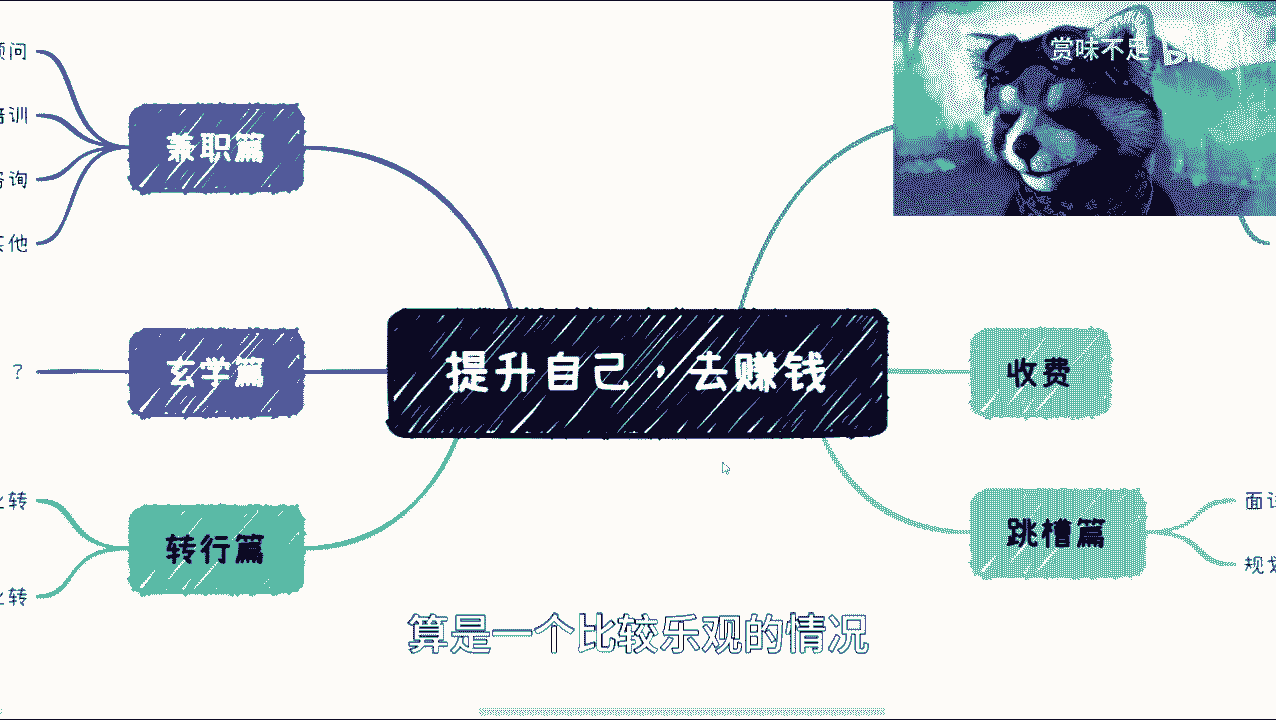 赏味不足
顾问
培训
咨询
其他
兼职篇
玄学篇
?
提升自己，去赚钱
收费
转行篇
转
转
跳槽篇
面试
规划
算是一个比较乐观的情况